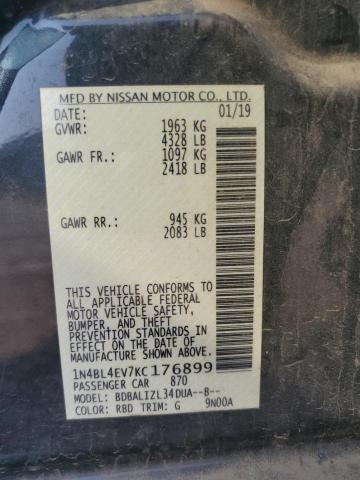 MFD BY NISSAN MOTOR CO., LTD.
DATE: 01/19
GVWR: 1963 KG
4328 LB
GAWR FR.: 1097 KG
2418 LB
GAWR RR.: 945 KG
2083 LB
THIS VEHICLE CONFORMS TO
ALL APPLICABLE FEDERAL
MOTOR VEHICLE SAFETY,
BUMPER, AND THEFT
PREVENTION STANDARDS IN
EFFECT ON THE DATE OF
MANUFACTURE SHOWN ABOVE.
1N4BL4EV7KC176899
PASSENGER CAR 870
MODEL: BDBALIZL34DUA--B--
COLOR: RBD TRIM: G 9N00A